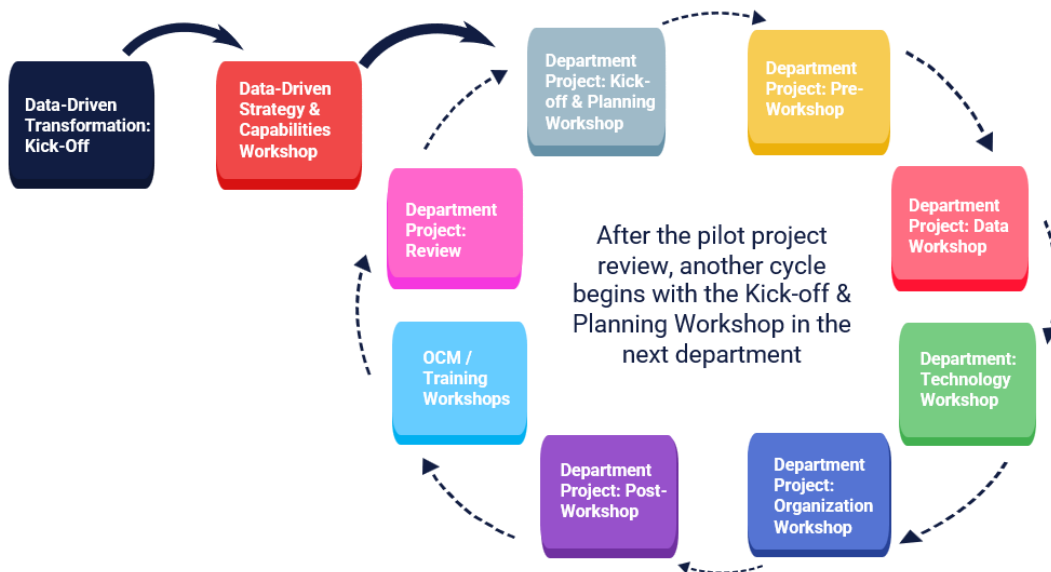 Data-Driven
Transformation:
Kick-Off
Data-Driven
Strategy &
Capabilities
Workshop
Department
Project: Kick-
off & Planning
Workshop
Department
Project: Pre-
Workshop
Department
Project: Data
Workshop
Department:
Technology
Workshop
Department
Project:
Organization
Workshop
Department
Project: Post-
Workshop
OCM /
Training
Workshops
Department
Project:
Review
After the pilot project
review, another cycle
begins with the Kick-off &
Planning Workshop in the
next department